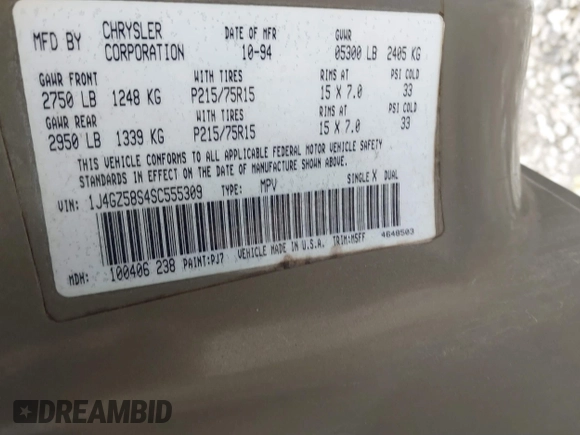 MFD BY CHRYSLER CORPORATION DATE OF MFR 10-94 GVWR 05300 LB 2405 KG
GAWR FRONT WITH TIRES RIMS AT PSI COLD
2750 LB 1248 KG P215/75R15 15 X 7.0 33
GAWR REAR WITH TIRES RIMS AT PSI COLD
2950 LB 1339 KG P215/75R15 15 X 7.0 33
THIS VEHICLE CONFORMS TO ALL APPLICABLE FEDERAL MOTOR VEHICLE SAFETY
STANDARDS IN EFFECT ON THE DATE OF MANUFACTURE SHOWN ABOVE
VIN: 1J4GZ58S4SC555309 TYPE: MPV SINGLE X DUAL
MDH: 100406 238 PAINT:PJ7 VEHICLE MADE IN U.S.A. TRIM:M5FF 4648503
DREAMBID